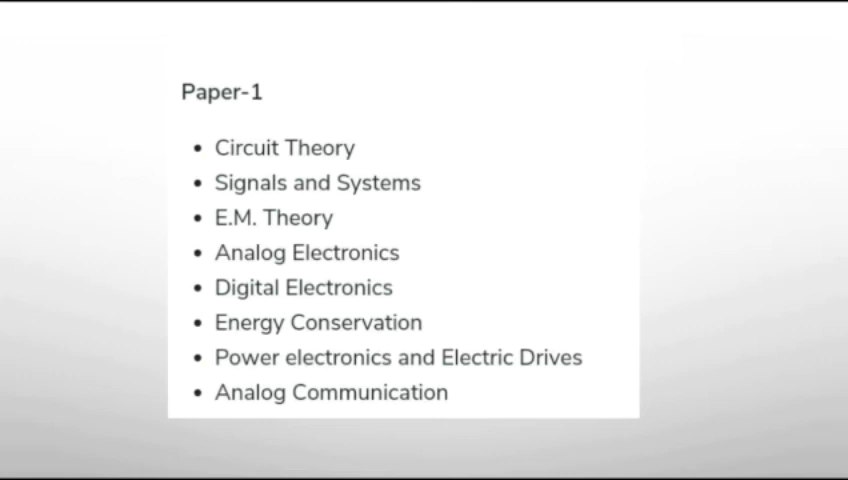 Paper-1
• Circuit Theory
• Signals and Systems
• E.M. Theory
• Analog Electronics
• Digital Electronics
• Energy Conservation
• Power electronics and Electric Drives
• Analog Communication